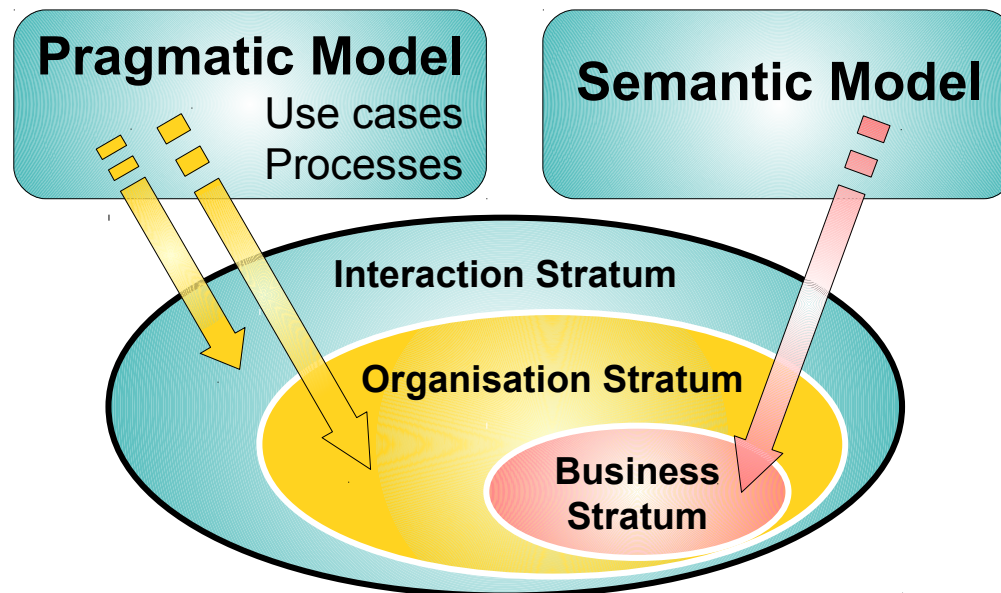 Pragmatic Model
Use cases
Processes
Semantic Model
Interaction Stratum
Organisation Stratum
Business
Stratum